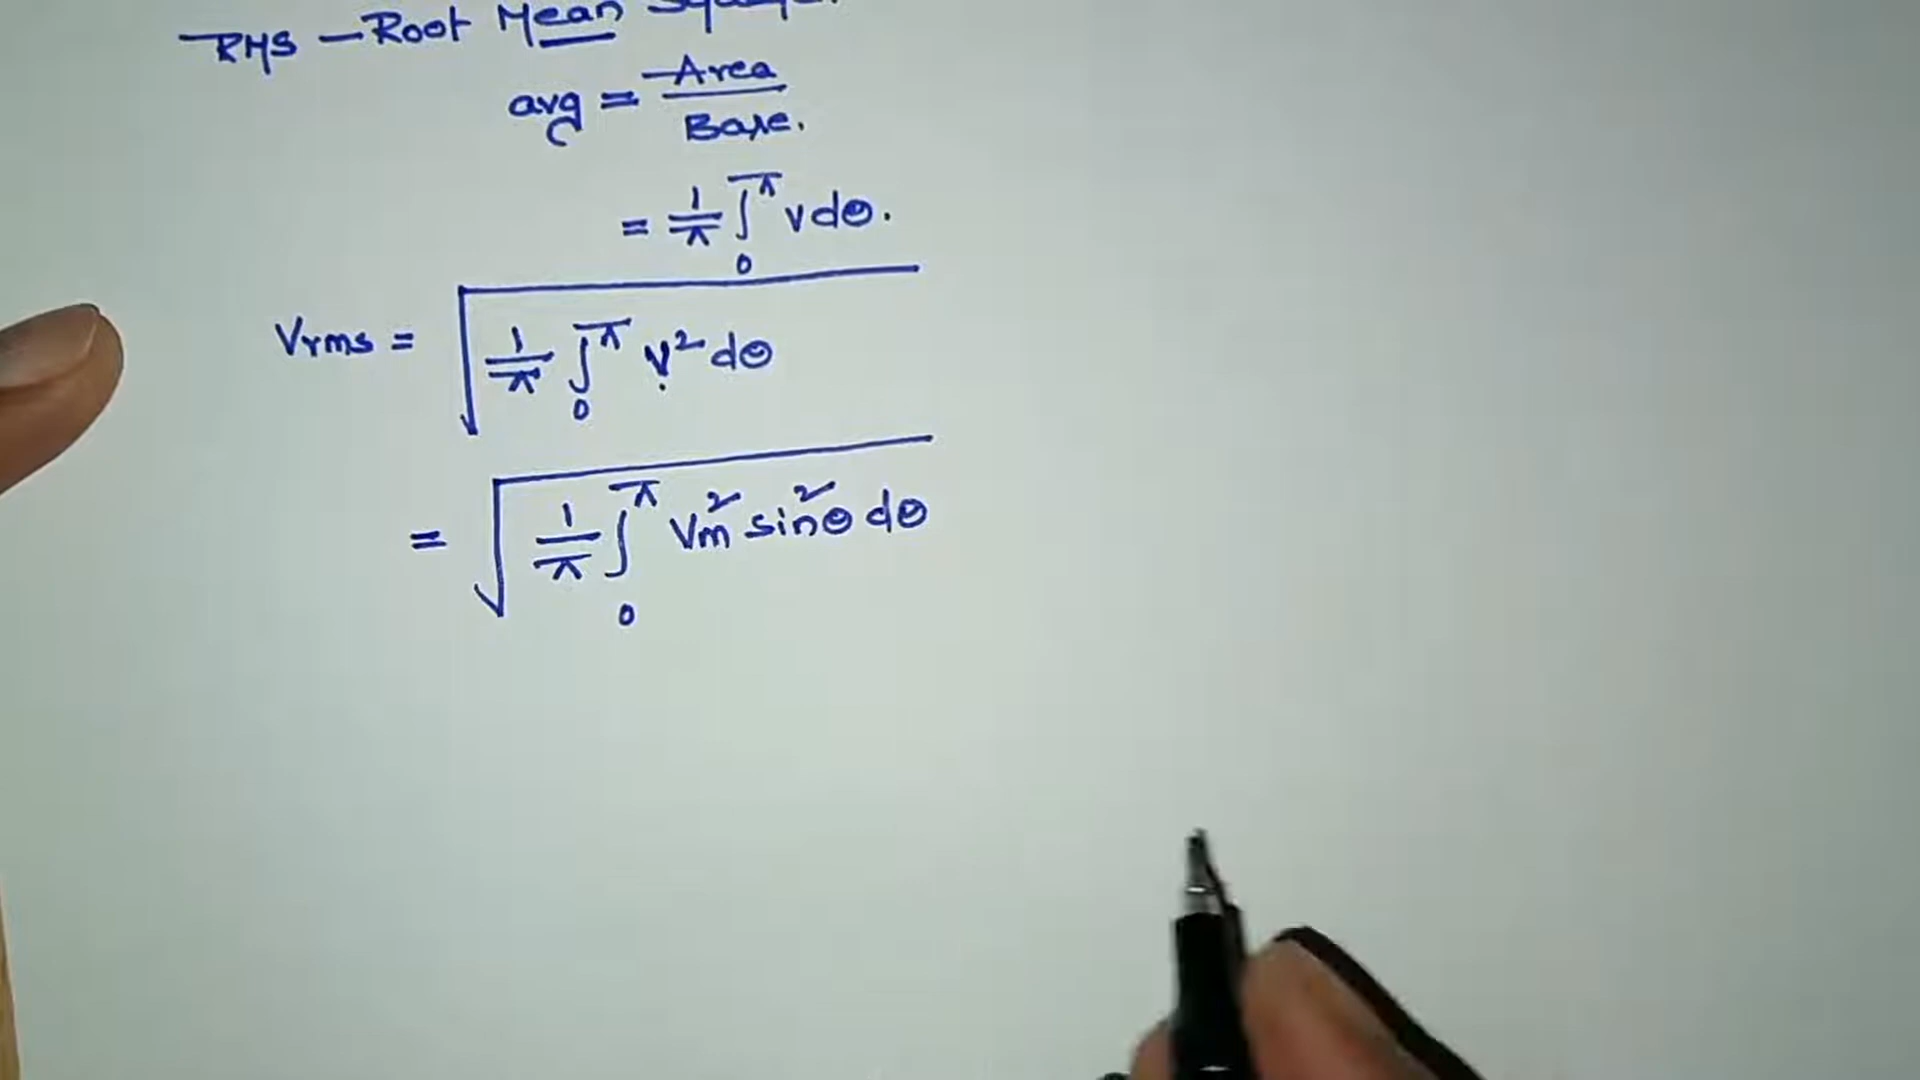 RMS - Root Mean
avg = Area / Base.
= 1/π ∫₀^π v dθ.
Vrms = √(1/π ∫₀^π v² dθ)
= √(1/π ∫₀^π Vm² sin²θ dθ)